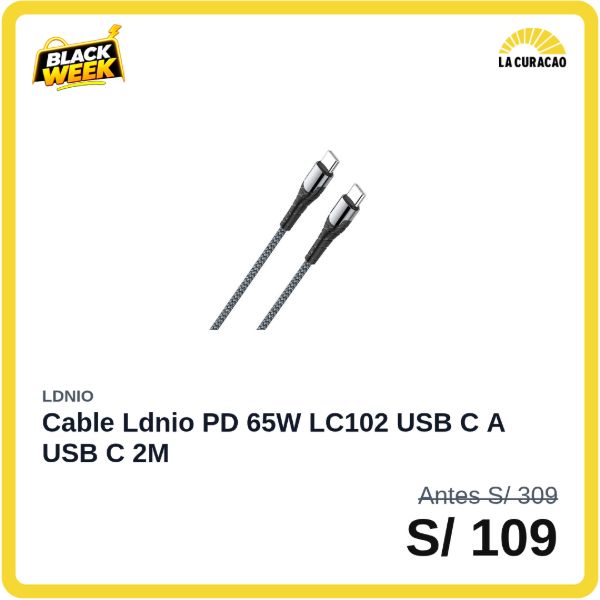 BLACK
WEEK
LA CURACAO
LDNIO
Cable Ldnio PD 65W LC102 USB C A
USB C 2M
Antes S/ 309
S/ 109